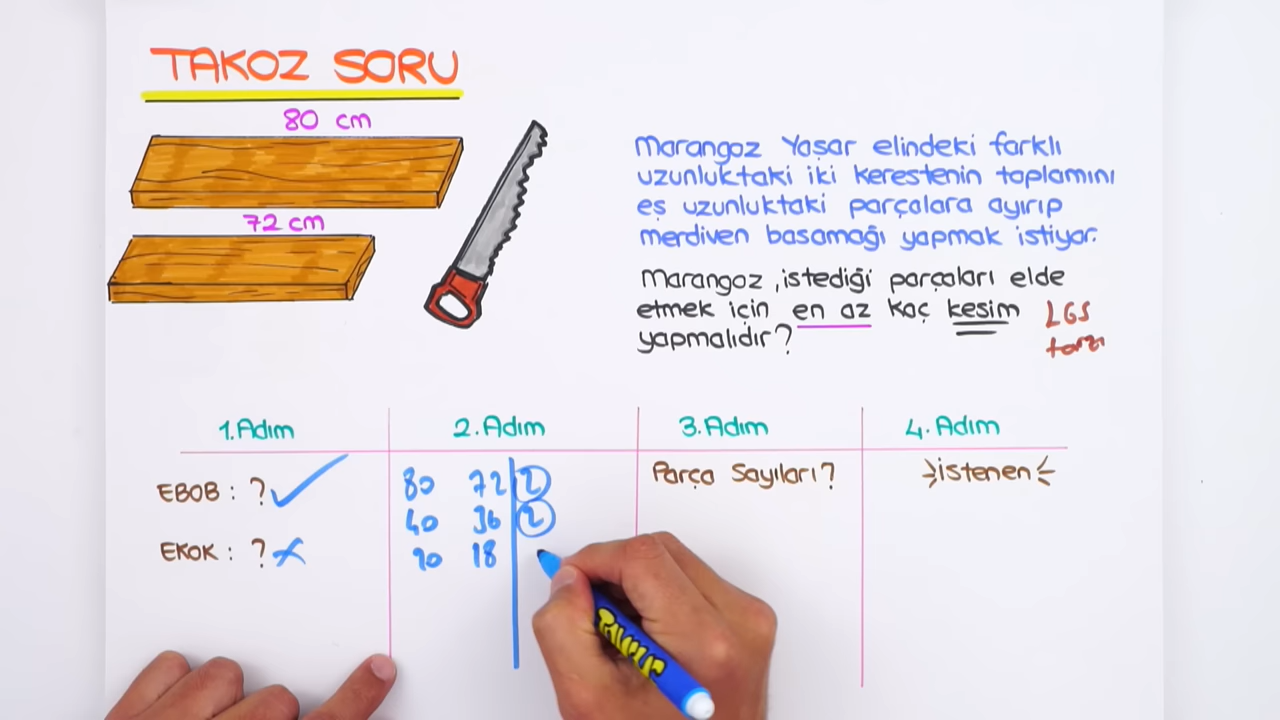 TAKOZ SORU
80 cm
72 cm
Marangoz Yaşar elindeki farklı
uzunluktaki iki kerestenin toplamını
eş uzunluktaki parçalara ayırıp
merdiven basamağı yapmak istiyor.
Marangoz, istediği parçaları elde
etmek için en az kaç kesim
yapmalıdır?
LGS
tarzı
1. Adım
2. Adım
3. Adım
4. Adım
EBOB : ?
EKOK : ?
80 72 2
40 36 2
20 18
Parça Sayıları?
istenen